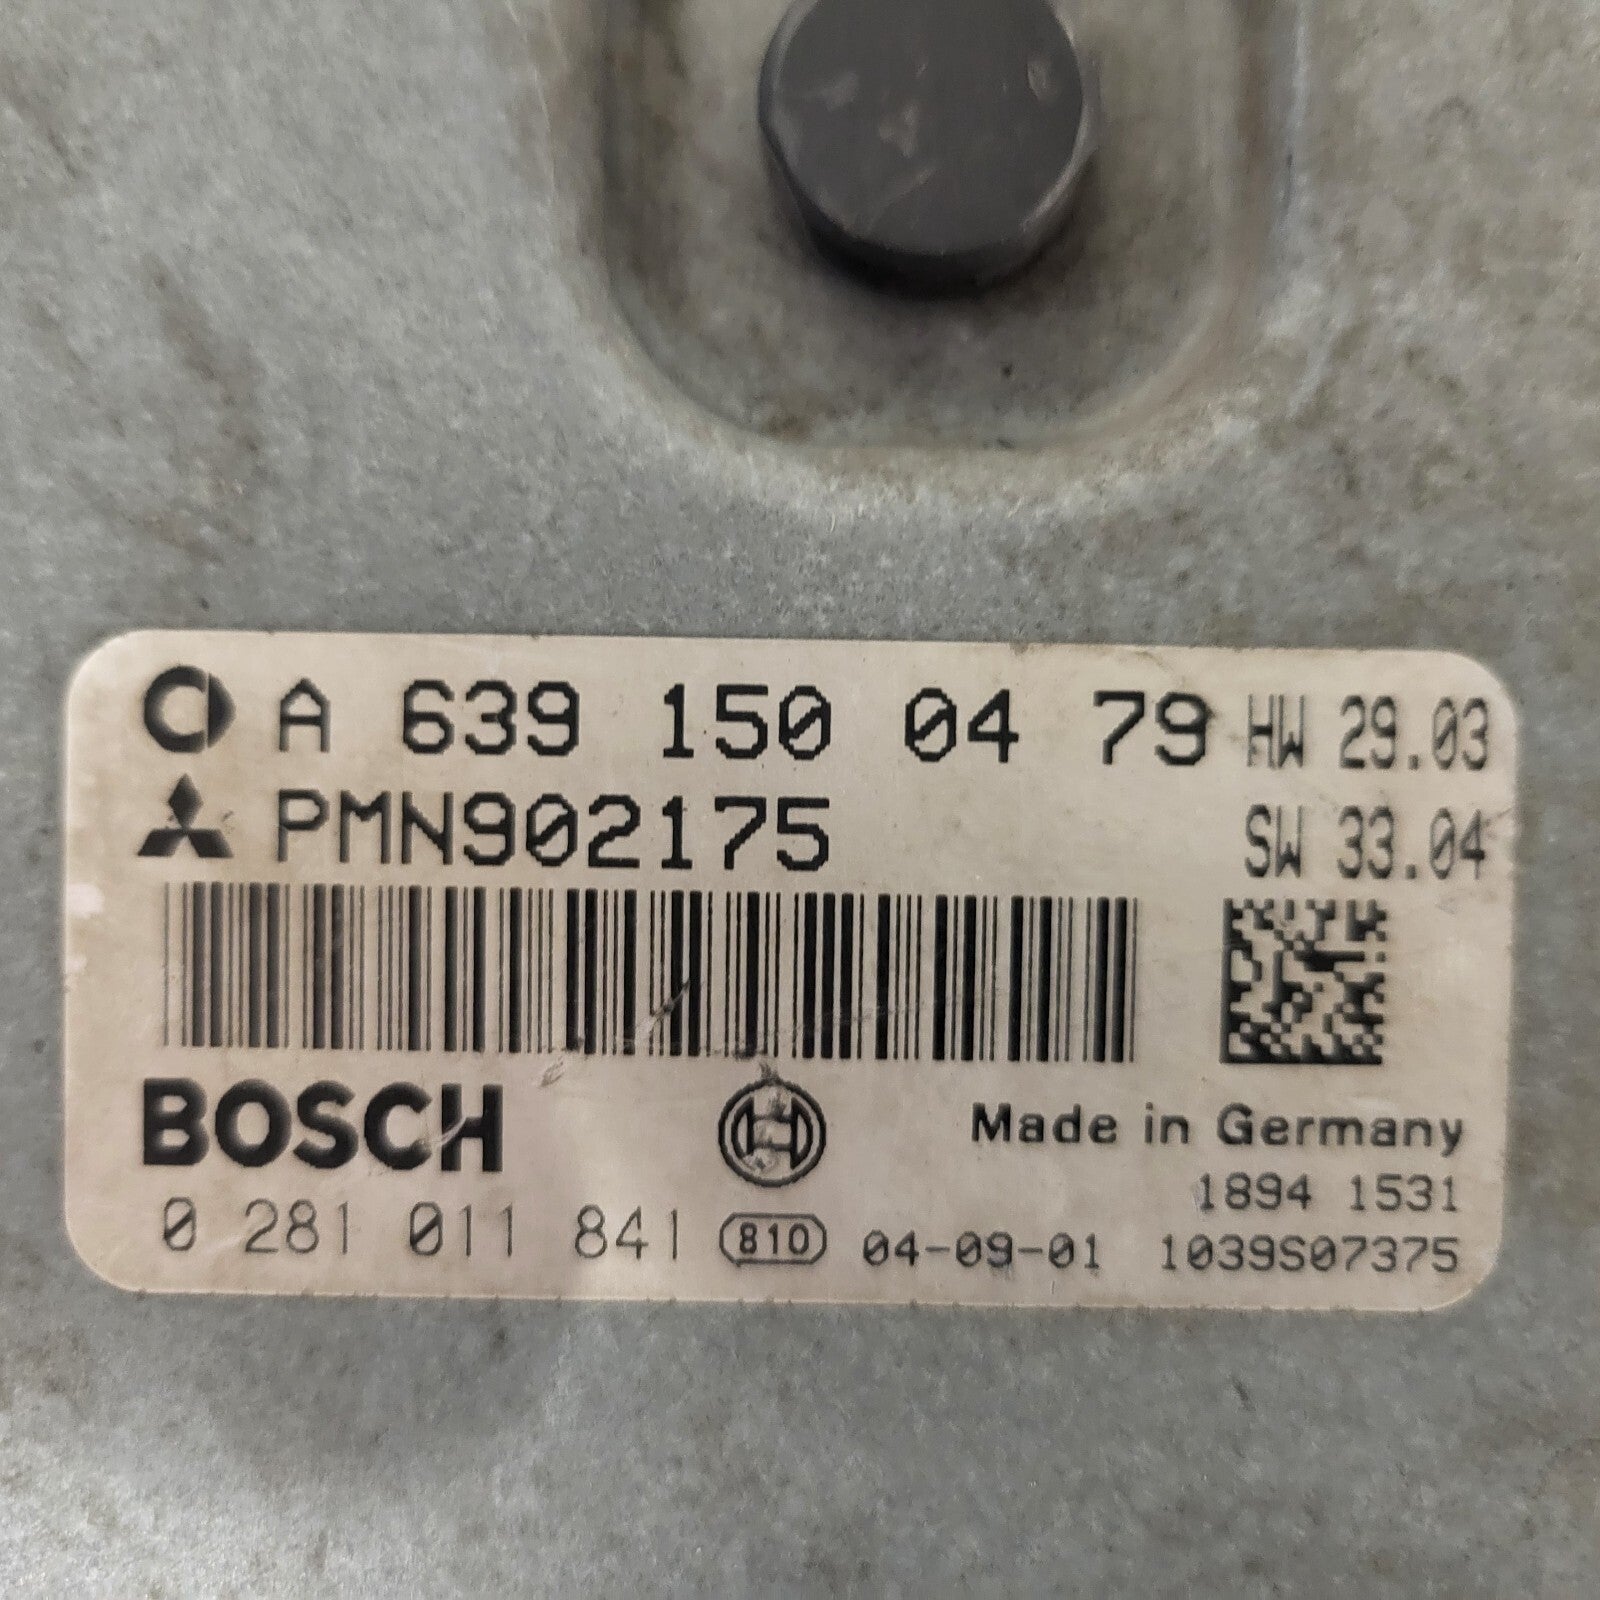 A 639 150 04 79 HW 29.03
PMN902175 SW 33.04
BOSCH Made in Germany
1894 1531
0 281 011 841 810 04-09-01 1039S07375